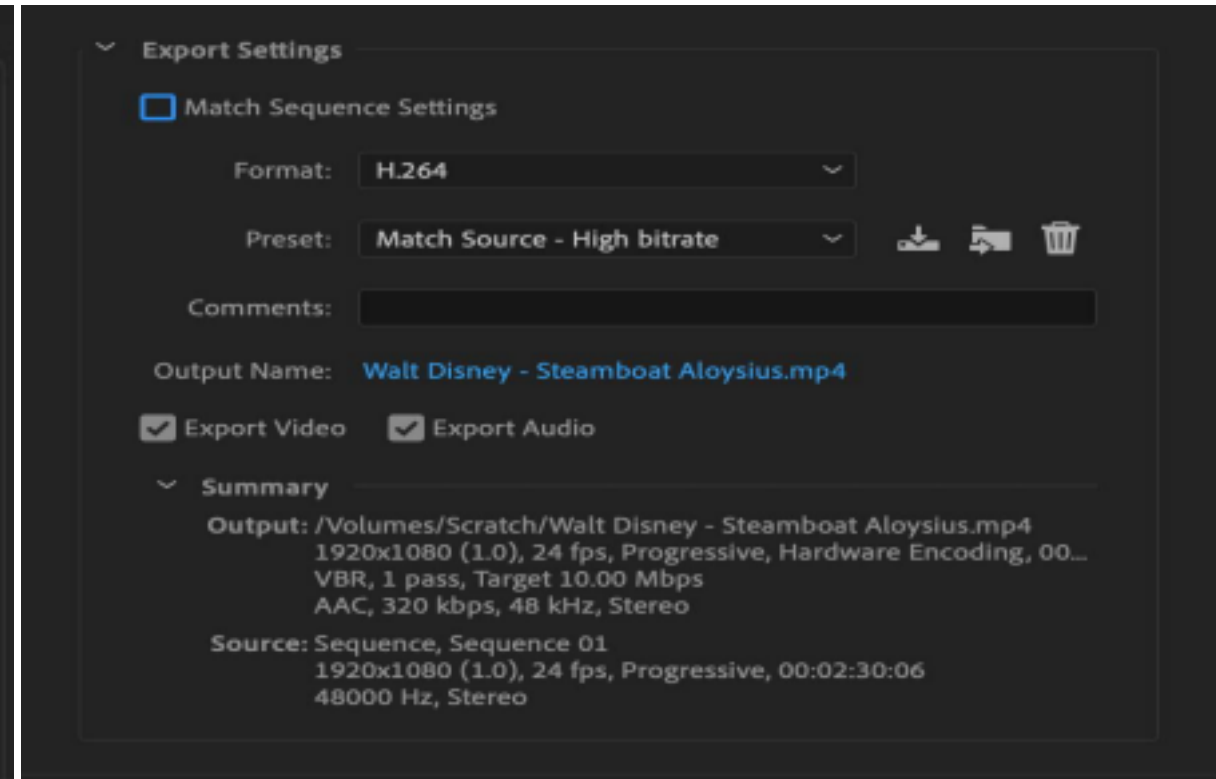 Export Settings
Match Sequence Settings
Format: H.264
Preset: Match Source - High bitrate
Comments:
Output Name: Walt Disney - Steamboat Aloysius.mp4
Export Video Export Audio
Summary
Output: /Volumes/Scratch/Walt Disney - Steamboat Aloysius.mp4
1920x1080 (1.0), 24 fps, Progressive, Hardware Encoding, 00...
VBR, 1 pass, Target 10.00 Mbps
AAC, 320 kbps, 48 kHz, Stereo
Source: Sequence, Sequence 01
1920x1080 (1.0), 24 fps, Progressive, 00:02:30:06
48000 Hz, Stereo